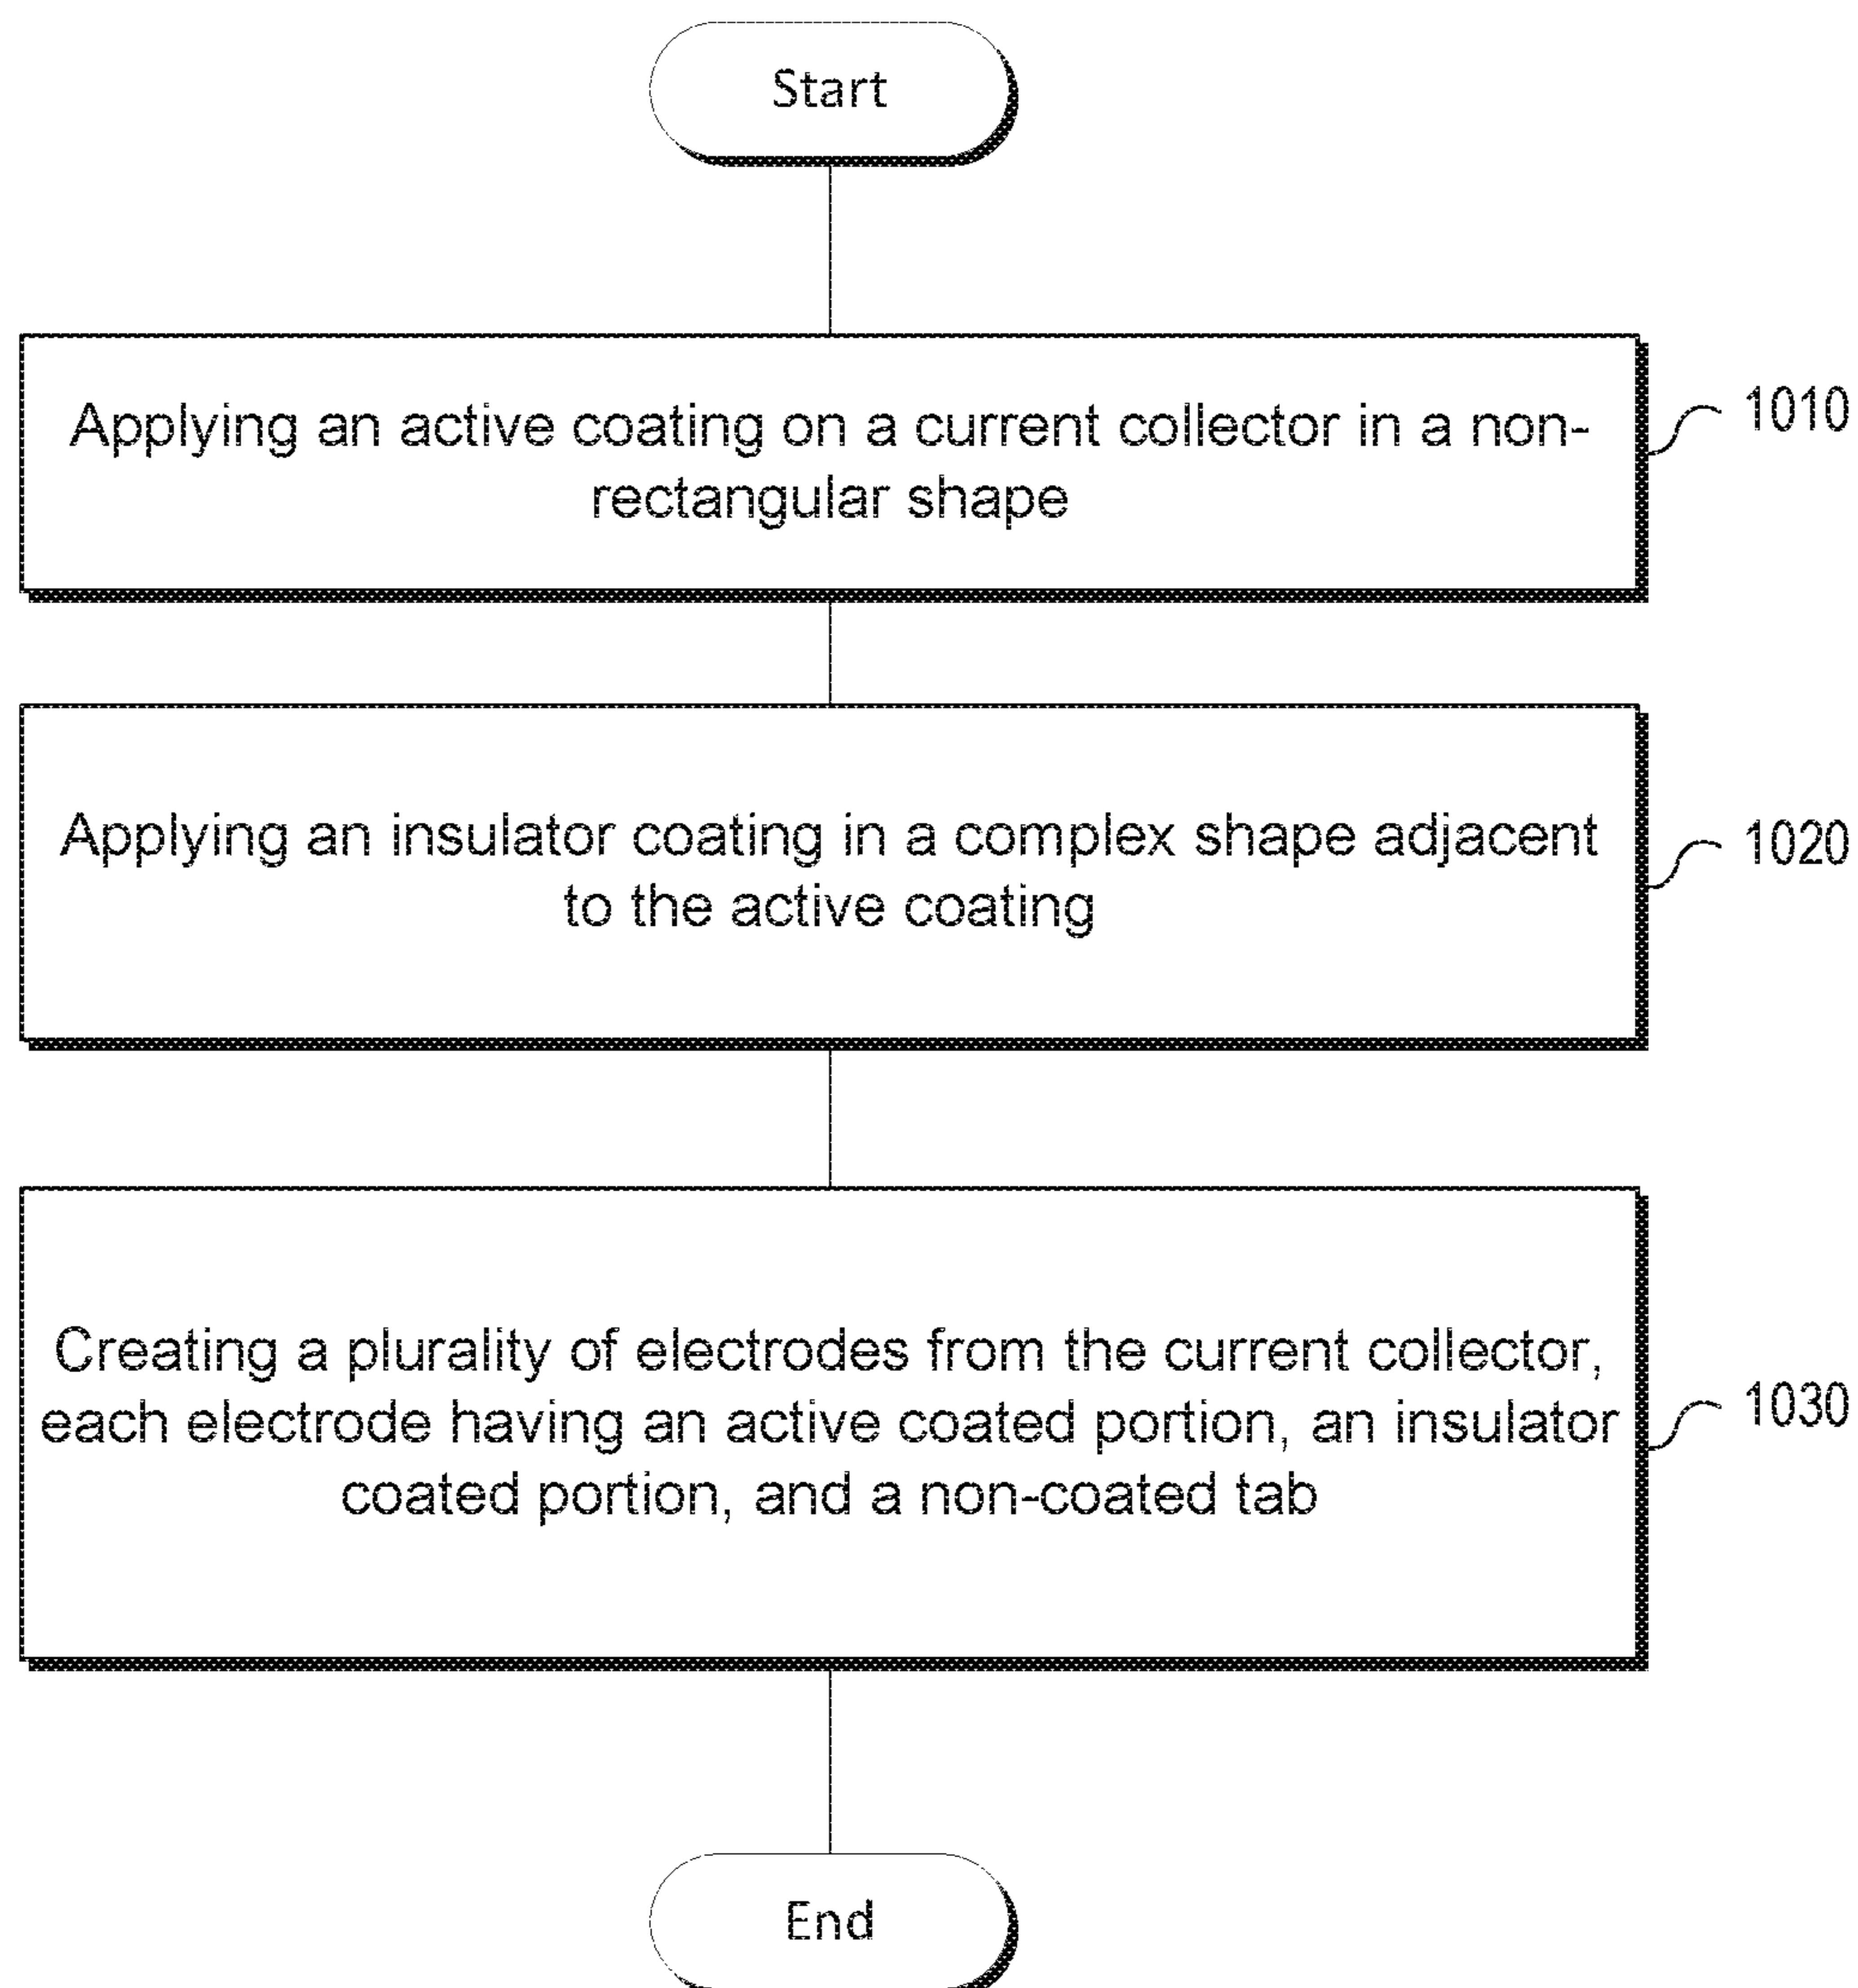 Start
Applying an active coating on a current collector in a non-
rectangular shape
1010
Applying an insulator coating in a complex shape adjacent
to the active coating
1020
Creating a plurality of electrodes from the current collector,
each electrode having an active coated portion, an insulator
coated portion, and a non-coated tab
1030
End